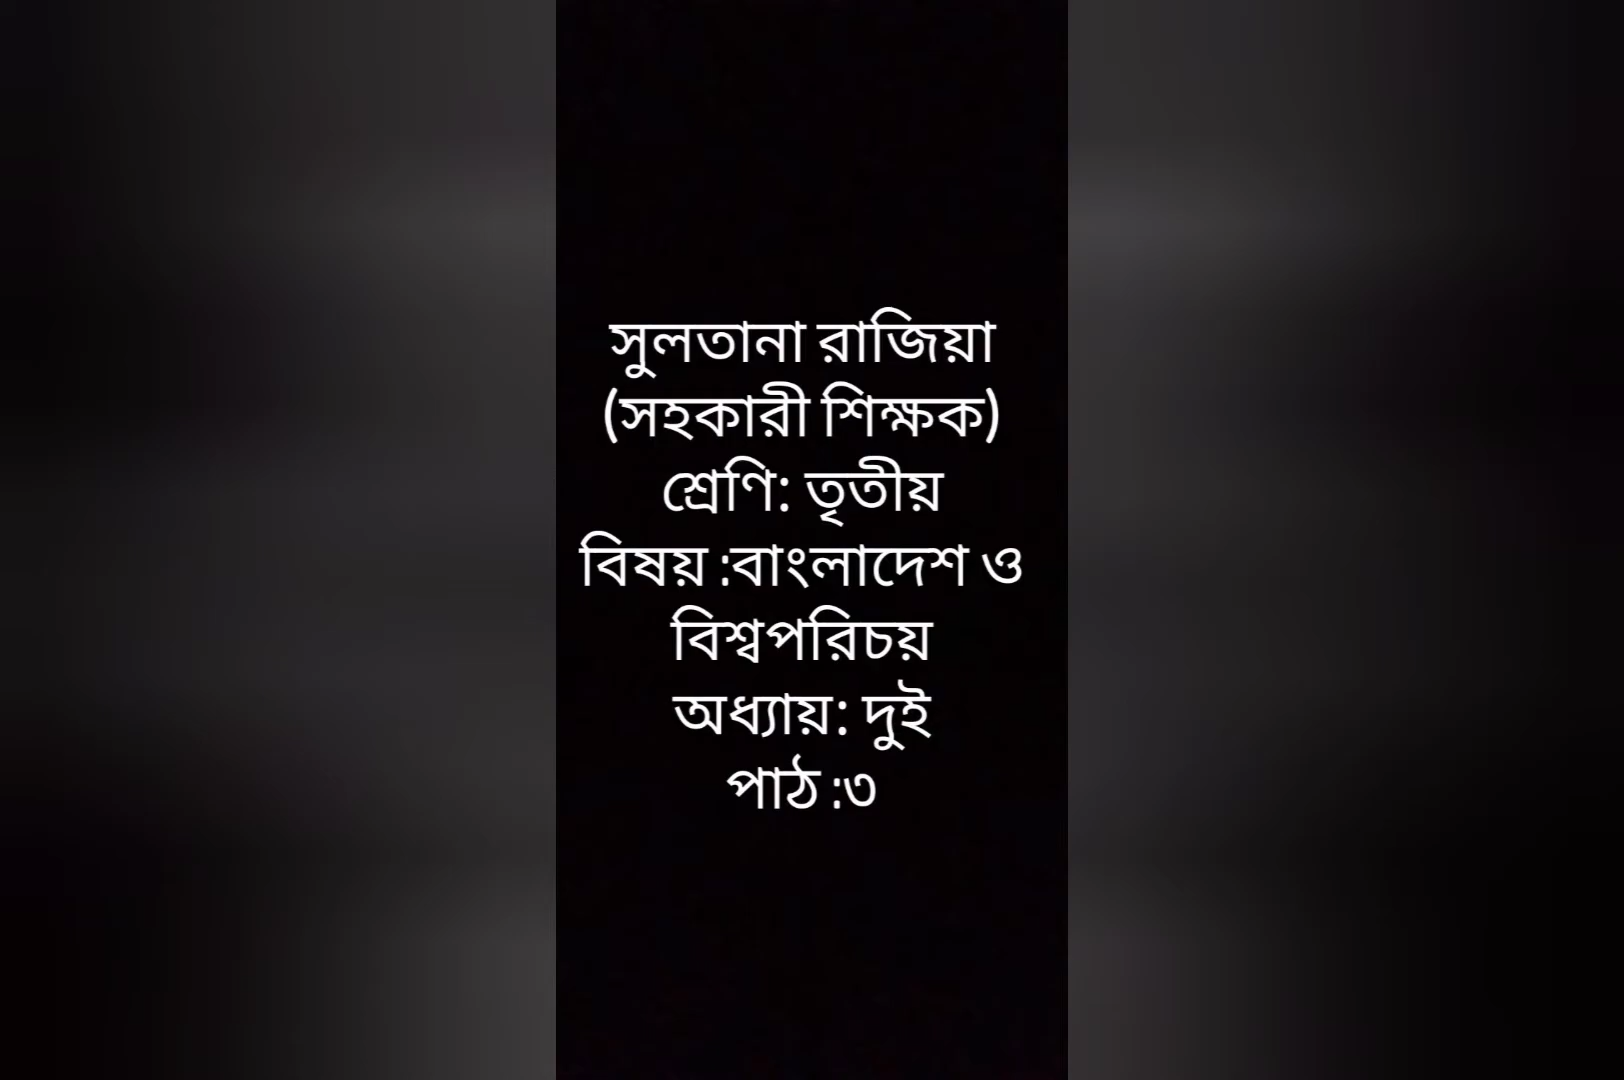 সুলতানা রাজিয়া
(সহকারী শিক্ষক)
শ্রেণি: তৃতীয়
বিষয় :বাংলাদেশ ও
বিশ্বপরিচয়
অধ্যায়: দুই
পাঠ :৩